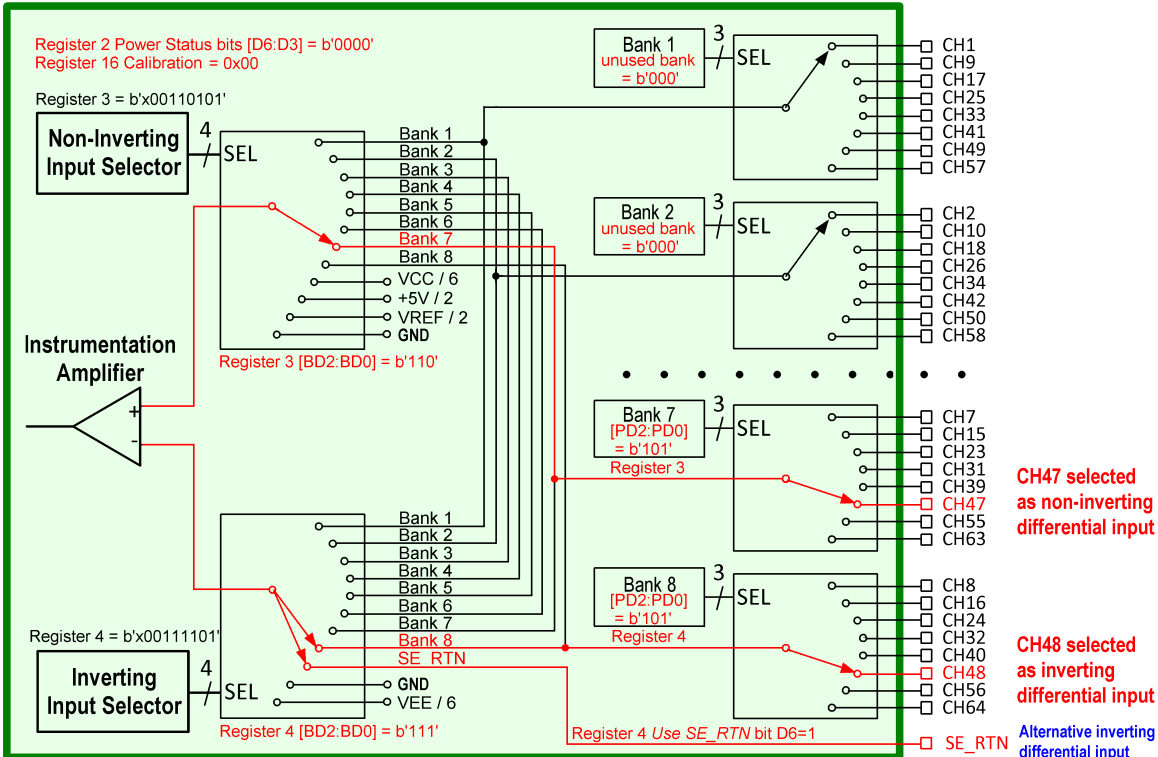 Register 2 Power Status bits [D6:D3] = b'0000'
Register 16 Calibration = 0x00
Register 3 = b'x00110101'
Non-Inverting
Input Selector
4
SEL
Bank 1
Bank 2
Bank 3
Bank 4
Bank 5
Bank 6
Bank 7
Bank 8
VCC / 6
+5V / 2
VREF / 2
GND
Register 3 [BD2:BD0] = b'110'
Instrumentation
Amplifier
+
-
Bank 1
Bank 2
Bank 3
Bank 4
Bank 5
Bank 6
Bank 7
Bank 8
SE_RTN
GND
VEE / 6
Register 4 = b'x00111101'
Inverting
Input Selector
4
SEL
Register 4 [BD2:BD0] = b'111'
Bank 1
unused bank
= b'000'
3
SEL
CH1
CH9
CH17
CH25
CH33
CH41
CH49
CH57
Bank 2
unused bank
= b'000'
3
SEL
CH2
CH10
CH18
CH26
CH34
CH42
CH50
CH58
Bank 7
[PD2:PD0]
= b'101'
Register 3
3
SEL
CH7
CH15
CH23
CH31
CH39
CH47
CH55
CH63
CH47 selected
as non-inverting
differential input
Bank 8
[PD2:PD0]
= b'101'
Register 4
3
SEL
CH8
CH16
CH24
CH32
CH40
CH48
CH56
CH64
CH48 selected
as inverting
differential input
Register 4 Use SE_RTN bit D6=1
SE_RTN
Alternative inverting
differential input